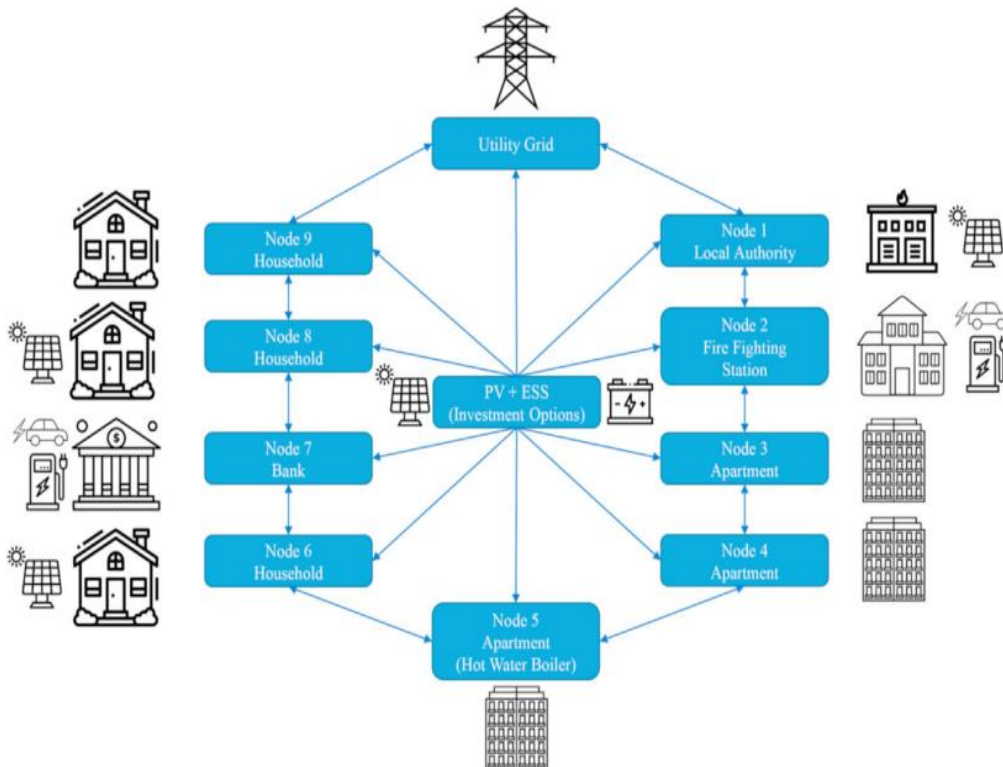 Utility Grid
Node 9
Household
Node 1
Local Authority
Node 8
Household
Node 2
Fire Fighting
Station
PV + ESS
(Investment Options)
Node 7
Bank
Node 3
Apartment
Node 6
Household
Node 4
Apartment
Node 5
Apartment
(Hot Water Boiler)